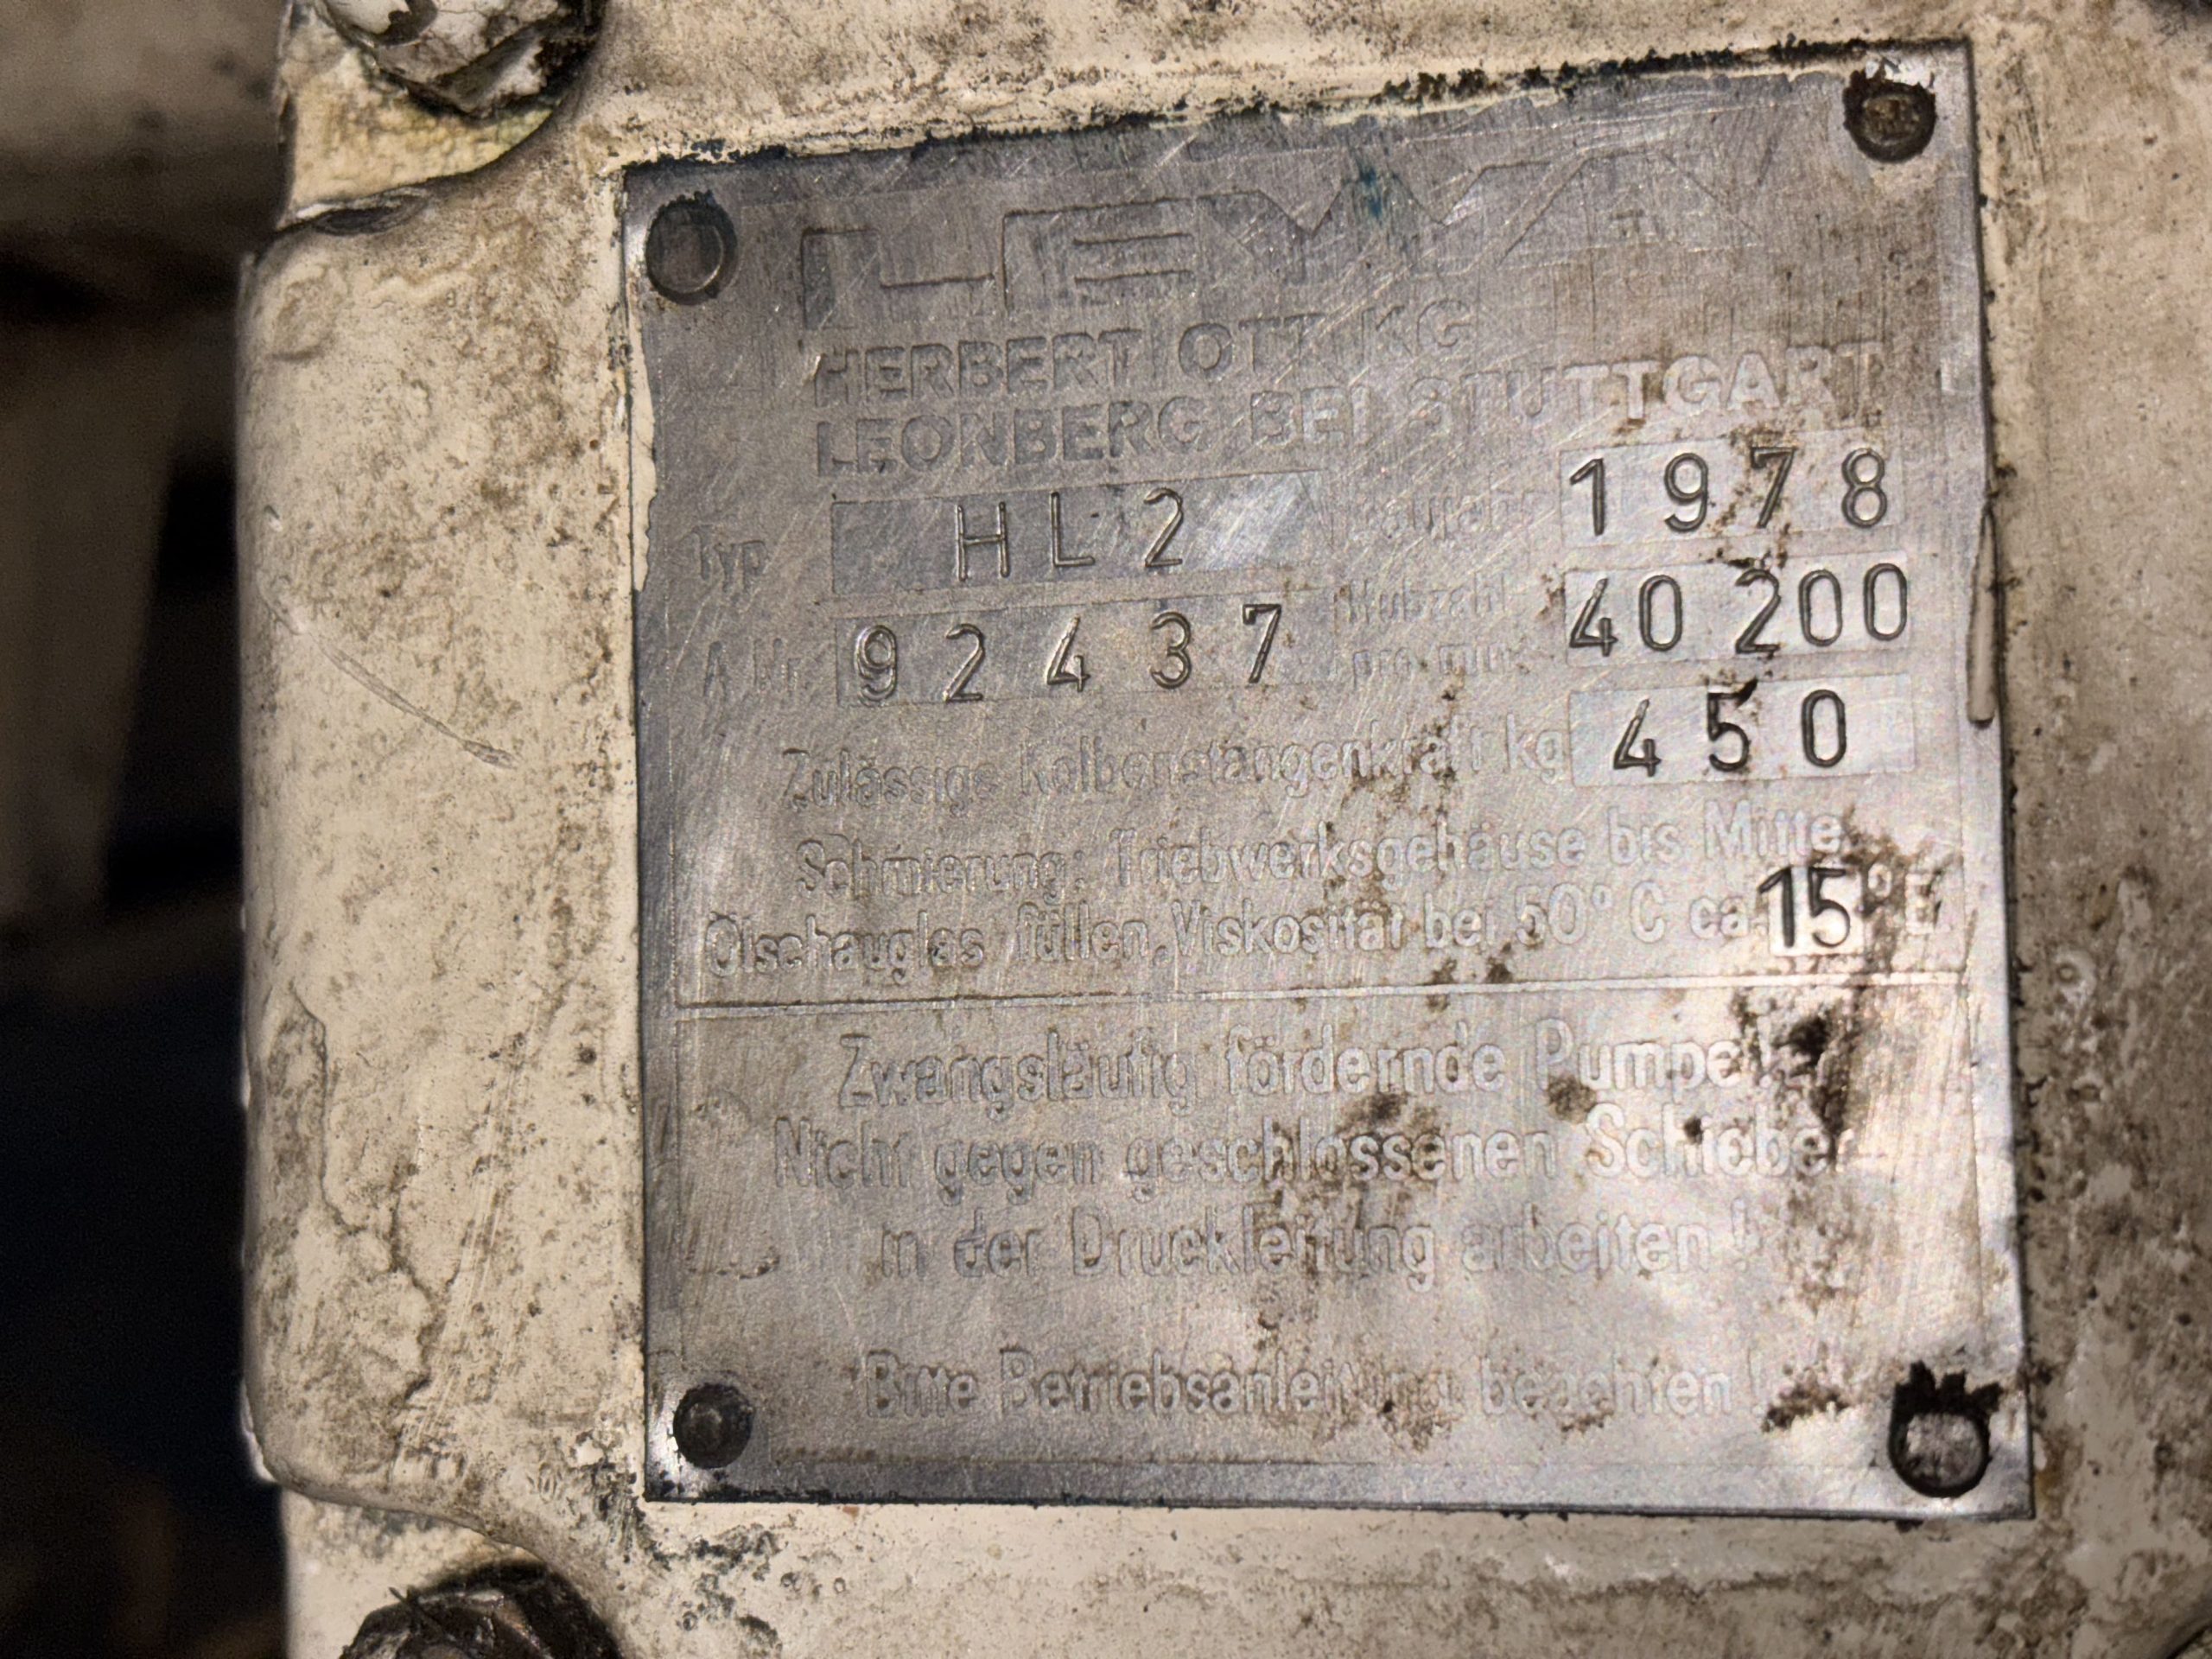 LEWA
HERBERT OTT KG
LEONBERG BEI STUTTGART
Typ HL2 Baujahr 1978
A.Nr. 92437 Hubzahl pro min. 40 200
Zulässige Kolbenstangenkraft kg 450
Schmierung: Triebwerksgehäuse bis Mitte
Ölschauglas füllen, Viskosität bei 50° C ca. 15 °E.
Zwangsläufig fördernde Pumpe!
Nicht gegen geschlossenen Schieber
in der Druckleitung arbeiten !
Bitte Betriebsanleitung beachten !